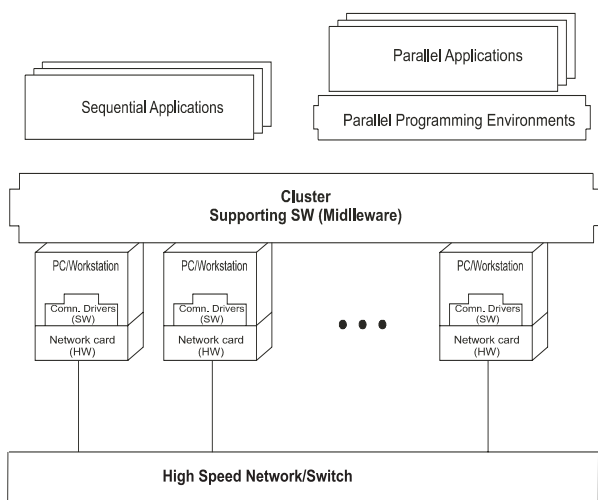 Parallel Applications
Sequential Applications
Parallel Programming Environments
Cluster
Supporting SW (Midlleware)
PC/Workstation
Comn. Drivers
(SW)
Network card
(HW)
PC/Workstation
Comn. Drivers
(SW)
Network card
(HW)
PC/Workstation
Comn. Drivers
(SW)
Network card
(HW)
High Speed Network/Switch